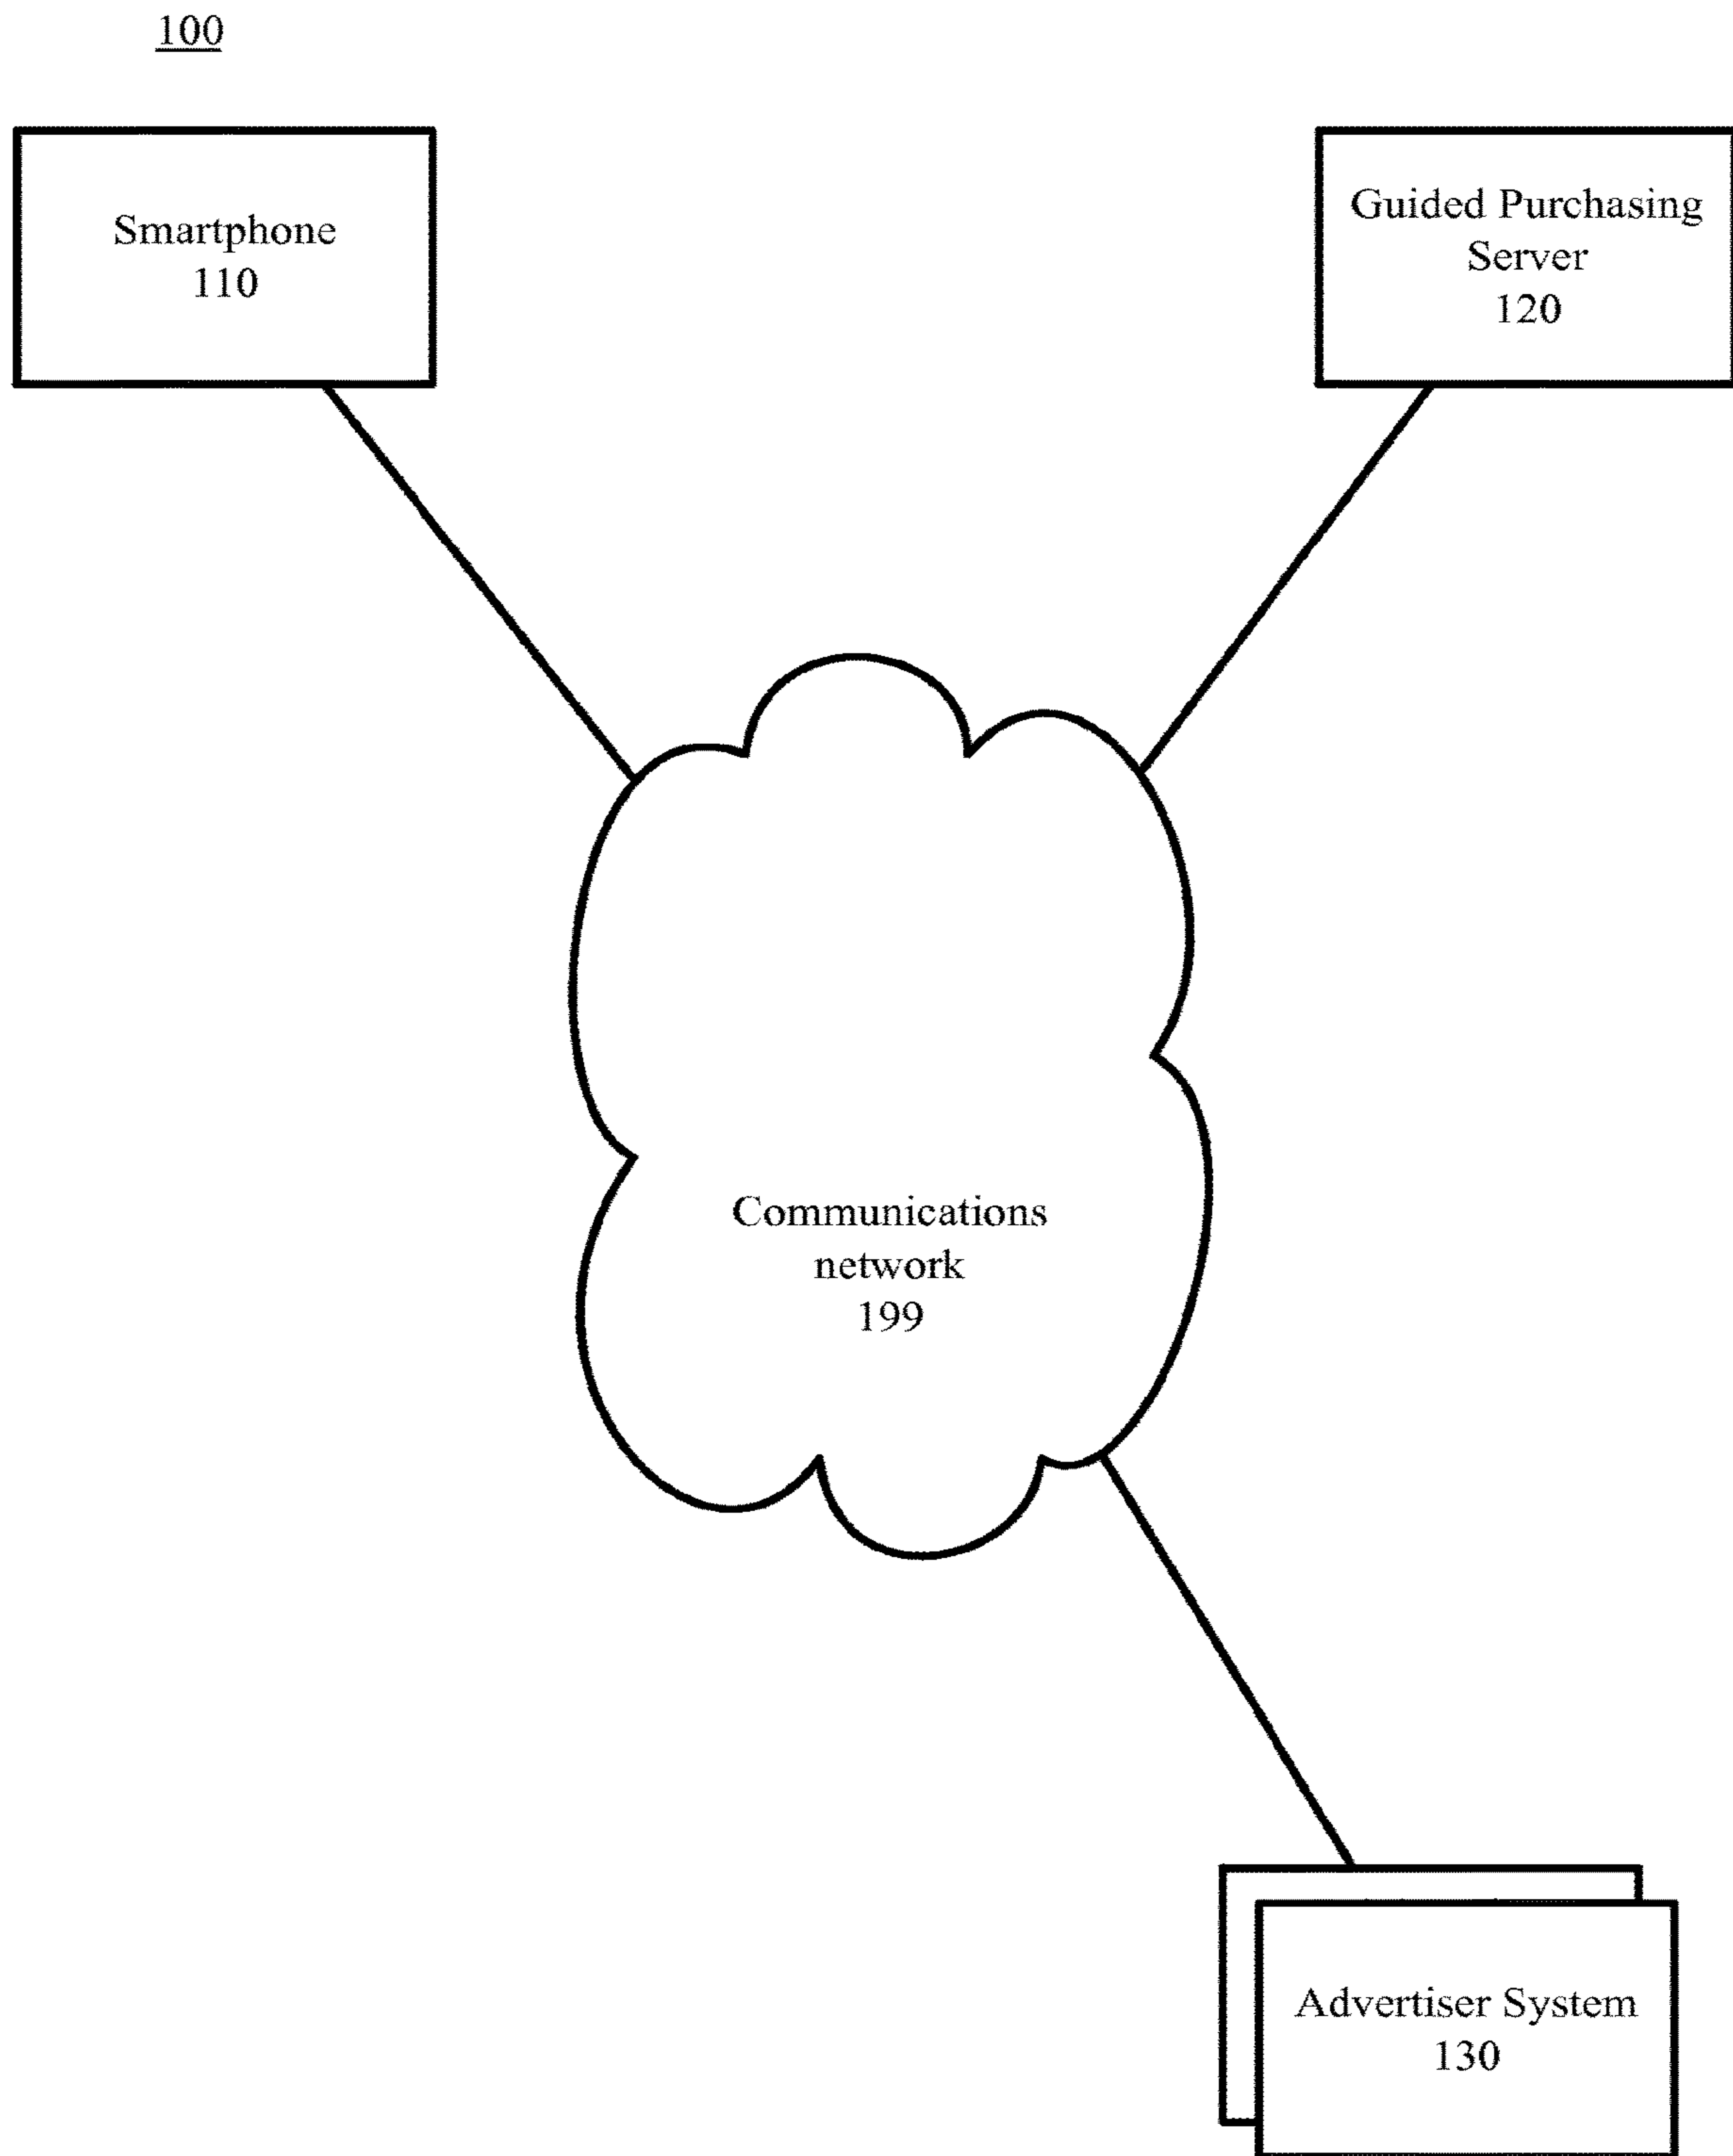 100
Smartphone
110
Guided Purchasing
Server
120
Communications
network
199
Advertiser System
130